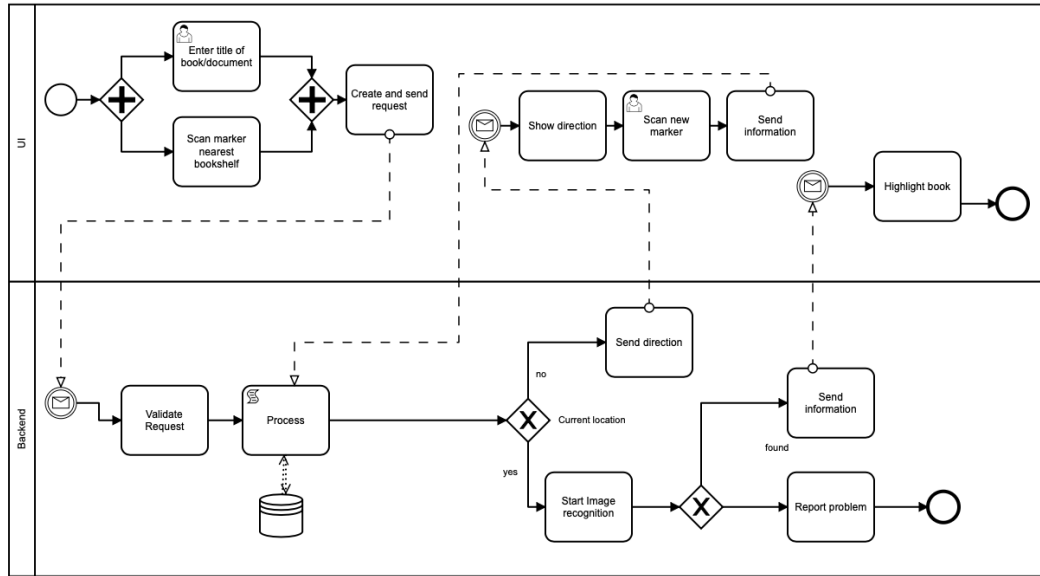 UI
Enter title of
book/document
Scan marker
nearest
bookshelf
Create and send
request
Show direction
Scan new
marker
Send
information
Highlight book
Backend
Validate
Request
Process
no
Current location
yes
Send direction
Start Image
recognition
Send
information
found
Report problem